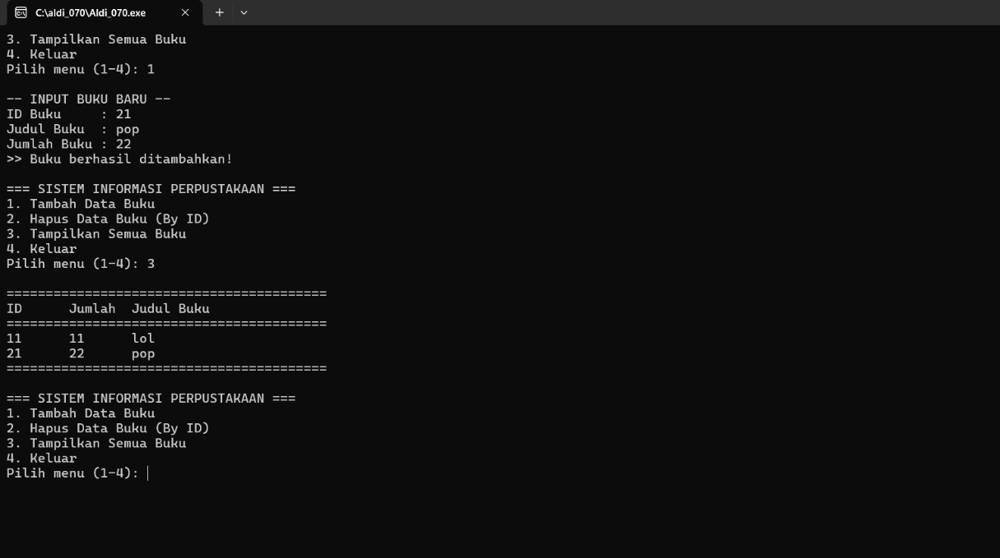 C:\aldi_070\Aldi_070.exe
3. Tampilkan Semua Buku
4. Keluar
Pilih menu (1-4): 1
-- INPUT BUKU BARU --
ID Buku     : 21
Judul Buku  : pop
Jumlah Buku : 22
>> Buku berhasil ditambahkan!
=== SISTEM INFORMASI PERPUSTAKAAN ===
1. Tambah Data Buku
2. Hapus Data Buku (By ID)
3. Tampilkan Semua Buku
4. Keluar
Pilih menu (1-4): 3
=========================================
ID      Jumlah  Judul Buku
=========================================
11      11      lol
21      22      pop
=========================================
=== SISTEM INFORMASI PERPUSTAKAAN ===
1. Tambah Data Buku
2. Hapus Data Buku (By ID)
3. Tampilkan Semua Buku
4. Keluar
Pilih menu (1-4):